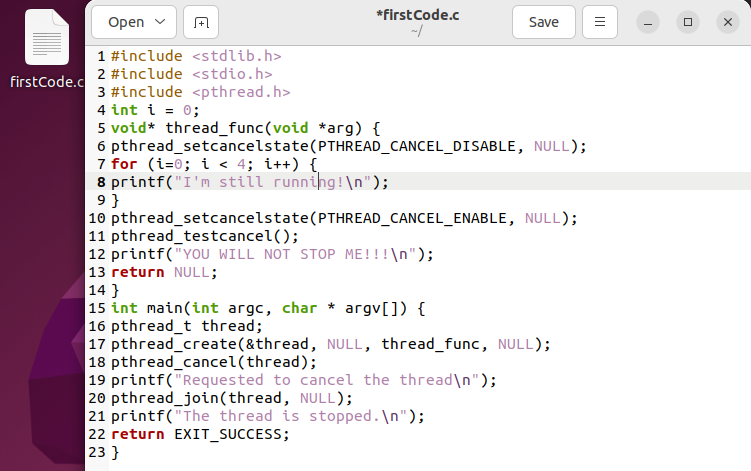 Open
*firstCode.c
~/
Save
firstCode.c
1 #include <stdlib.h>
2 #include <stdio.h>
3 #include <pthread.h>
4 int i = 0;
5 void* thread_func(void *arg) {
6 pthread_setcancelstate(PTHREAD_CANCEL_DISABLE, NULL);
7 for (i=0; i < 4; i++) {
8 printf("I'm still running!\n");
9 }
10 pthread_setcancelstate(PTHREAD_CANCEL_ENABLE, NULL);
11 pthread_testcancel();
12 printf("YOU WILL NOT STOP ME!!!\n");
13 return NULL;
14 }
15 int main(int argc, char * argv[]) {
16 pthread_t thread;
17 pthread_create(&thread, NULL, thread_func, NULL);
18 pthread_cancel(thread);
19 printf("Requested to cancel the thread\n");
20 pthread_join(thread, NULL);
21 printf("The thread is stopped.\n");
22 return EXIT_SUCCESS;
23 }